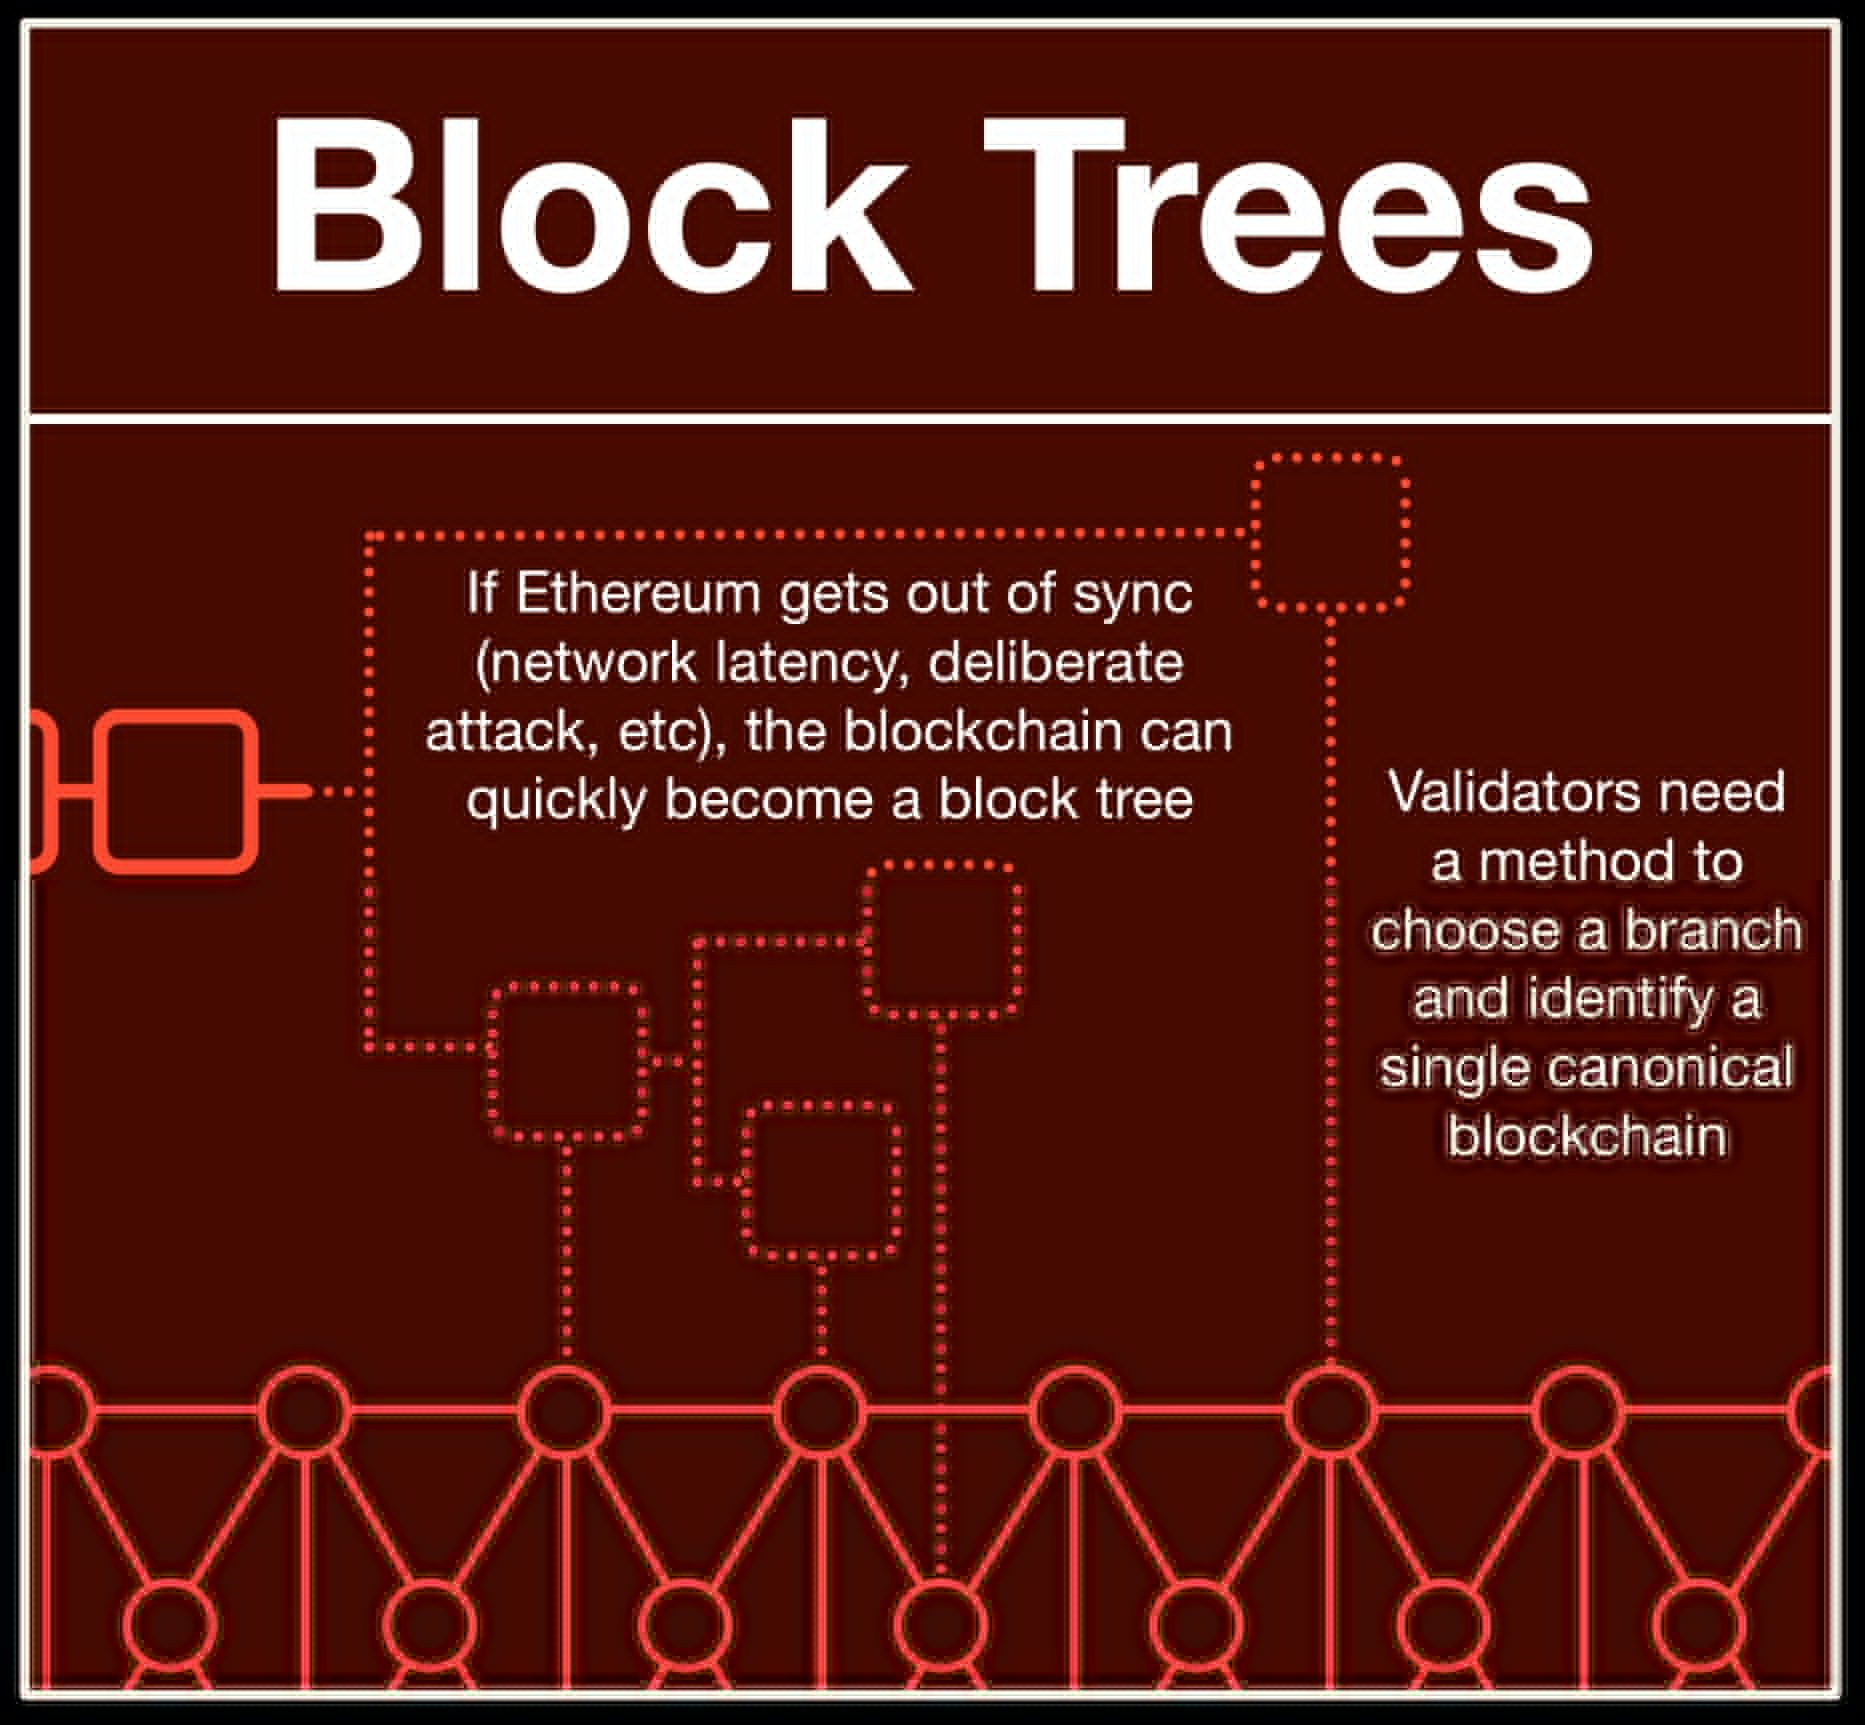 Block Trees
If Ethereum gets out of sync
(network latency, deliberate
attack, etc), the blockchain can
quickly become a block tree
Validators need
a method to
choose a branch
and identify a
single canonical
blockchain